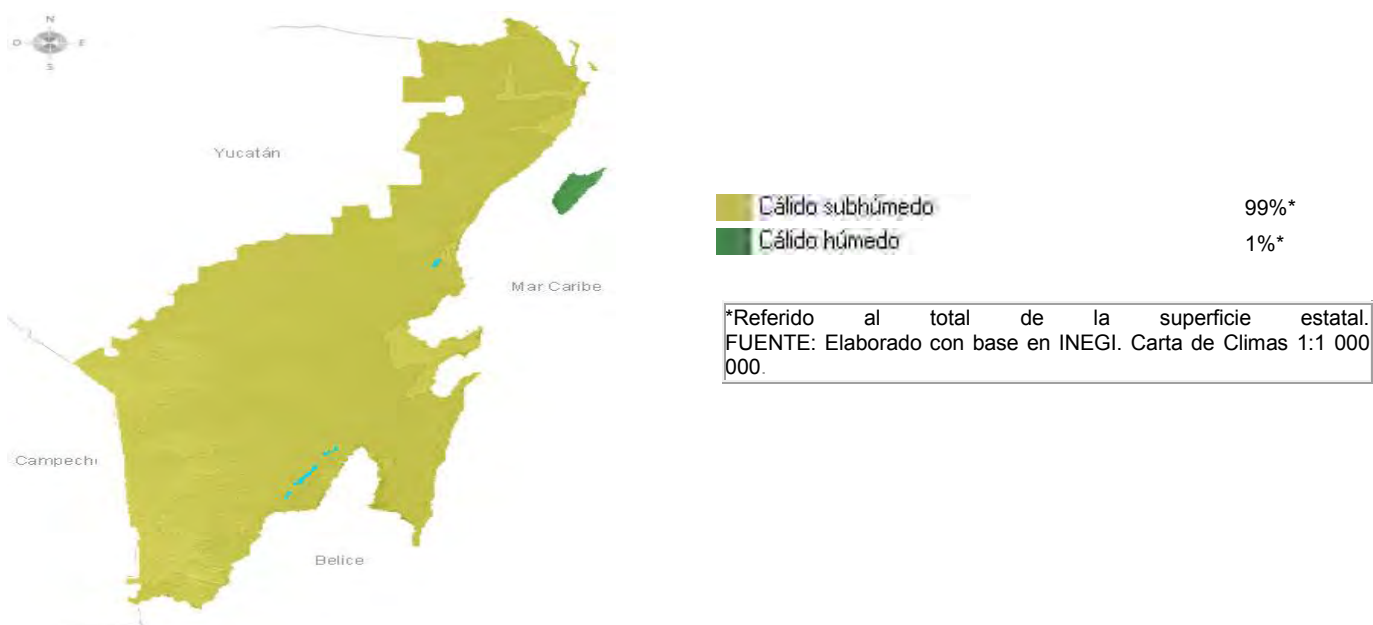 N
O E
S
Yucatán
Mar Caribe
Campech
Belice
Cálido subhúmedo 99%*
Cálido húmedo 1%*
*Referido al total de la superficie estatal.
FUENTE: Elaborado con base en INEGI. Carta de Climas 1:1 000
000.